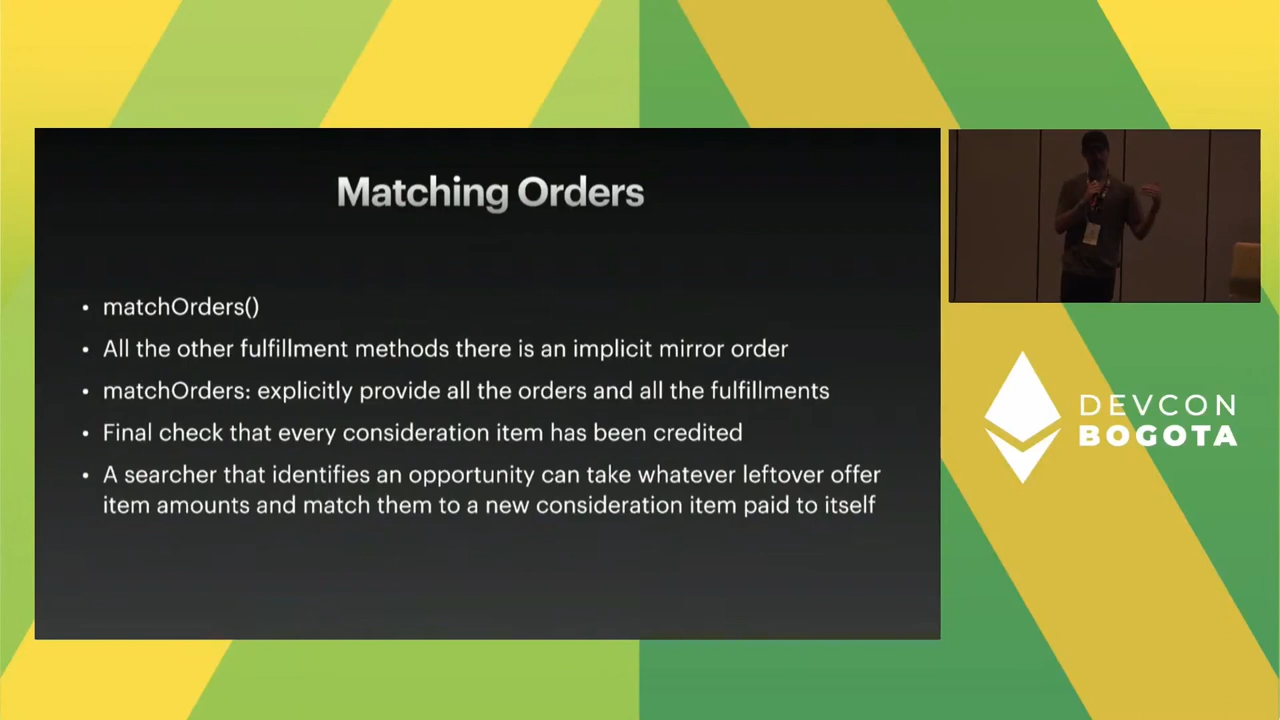 Matching Orders
• matchOrders()
• All the other fulfillment methods there is an implicit mirror order
• matchOrders: explicitly provide all the orders and all the fulfillments
• Final check that every consideration item has been credited
• A searcher that identifies an opportunity can take whatever leftover offer
item amounts and match them to a new consideration item paid to itself
DEVCON
BOGOTA